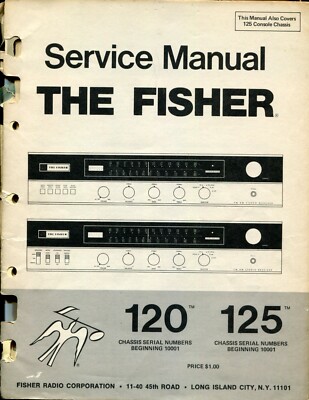 This Manual Also Covers
125 Console Chassis
Service Manual
THE FISHER®
THE FISHER
THE FISHER
120™ 125™
CHASSIS SERIAL NUMBERS BEGINNING 10001
CHASSIS SERIAL NUMBERS BEGINNING 10001
PRICE $1.00
®
FISHER RADIO CORPORATION • 11-40 45th ROAD • LONG ISLAND CITY, N.Y. 11101